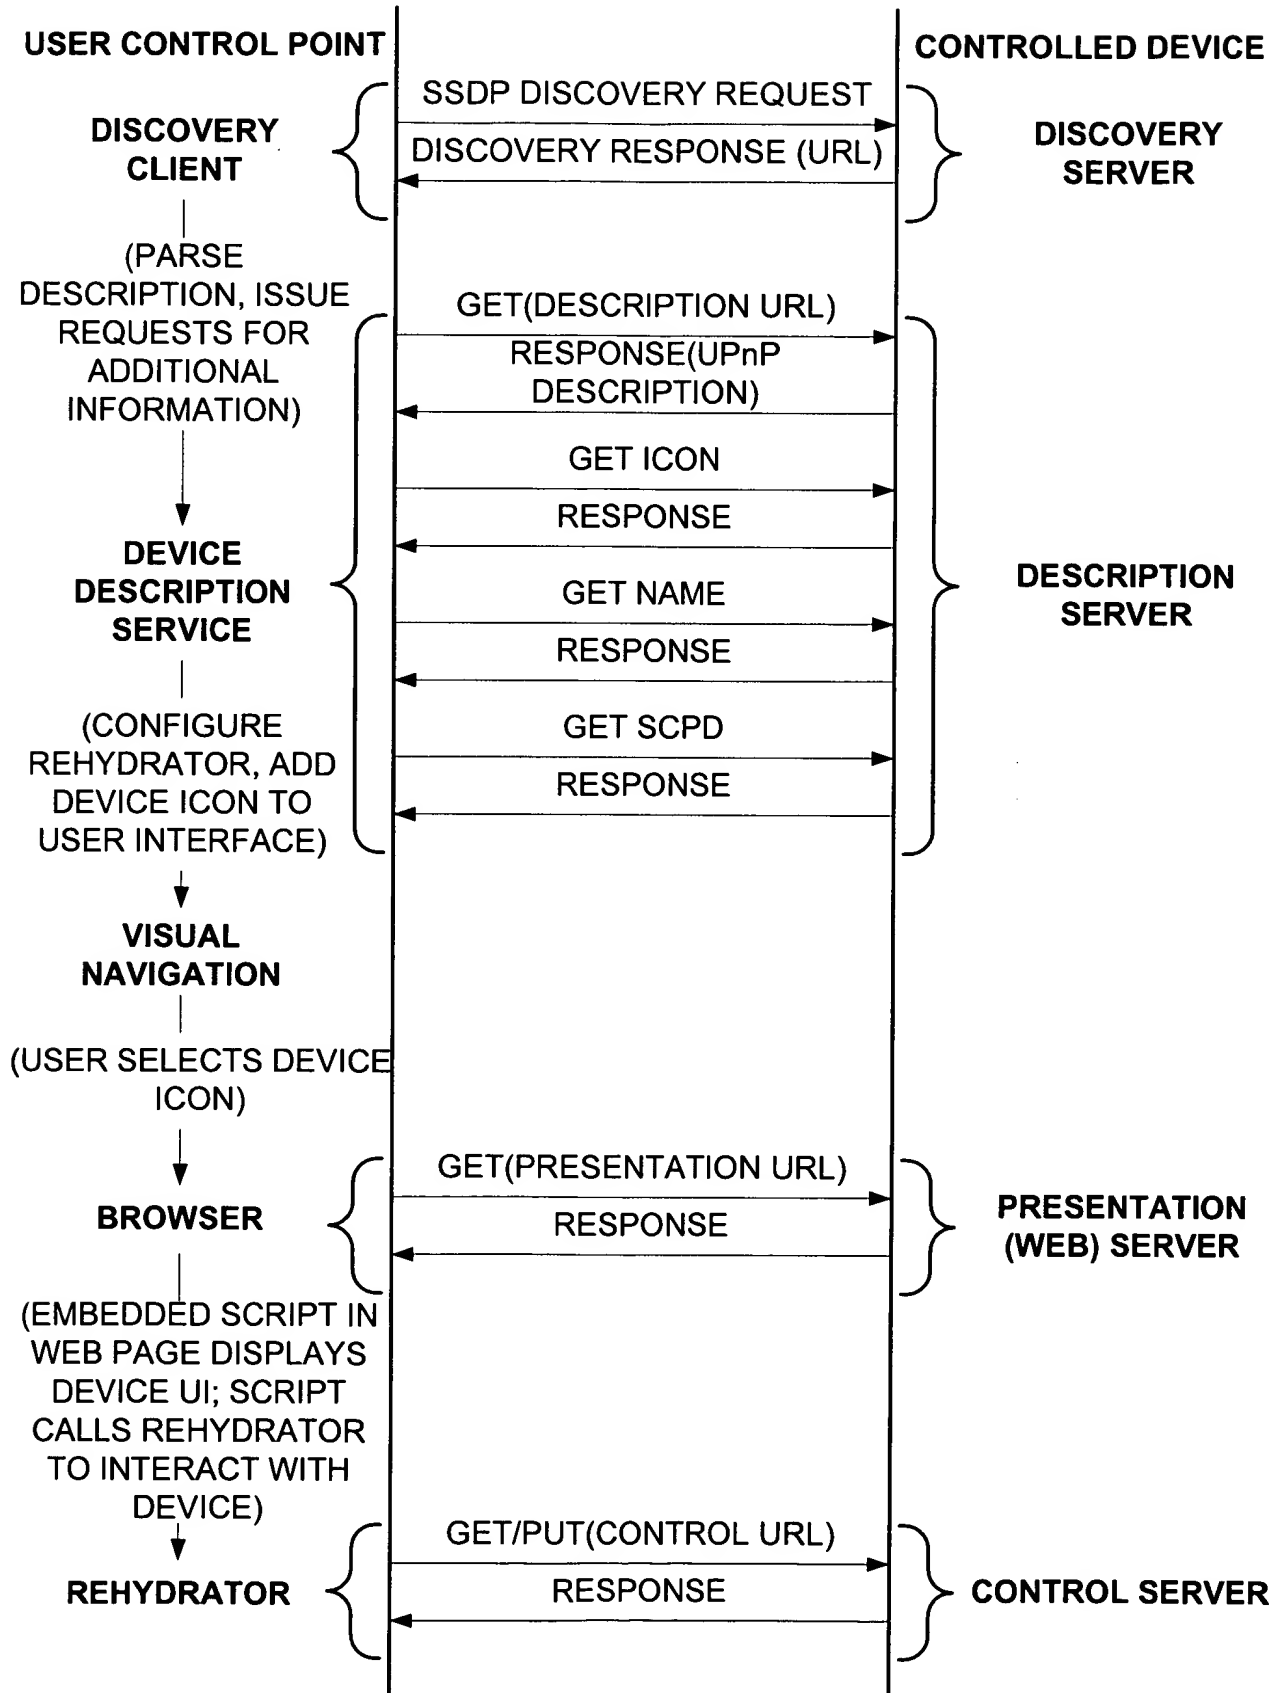 USER CONTROL POINT
CONTROLLED DEVICE
SSDP DISCOVERY REQUEST
DISCOVERY RESPONSE (URL)
DISCOVERY
CLIENT
DISCOVERY
SERVER
(PARSE
DESCRIPTION, ISSUE
REQUESTS FOR
ADDITIONAL
INFORMATION)
GET(DESCRIPTION URL)
RESPONSE(UPnP
DESCRIPTION)
GET ICON
RESPONSE
DEVICE
DESCRIPTION
SERVICE
GET NAME
RESPONSE
DESCRIPTION
SERVER
(CONFIGURE
REHYDRATOR, ADD
DEVICE ICON TO
USER INTERFACE)
GET SCPD
RESPONSE
VISUAL
NAVIGATION
(USER SELECTS DEVICE
ICON)
GET(PRESENTATION URL)
RESPONSE
BROWSER
PRESENTATION
(WEB) SERVER
(EMBEDDED SCRIPT IN
WEB PAGE DISPLAYS
DEVICE UI; SCRIPT
CALLS REHYDRATOR
TO INTERACT WITH
DEVICE)
GET/PUT(CONTROL URL)
RESPONSE
REHYDRATOR
CONTROL SERVER